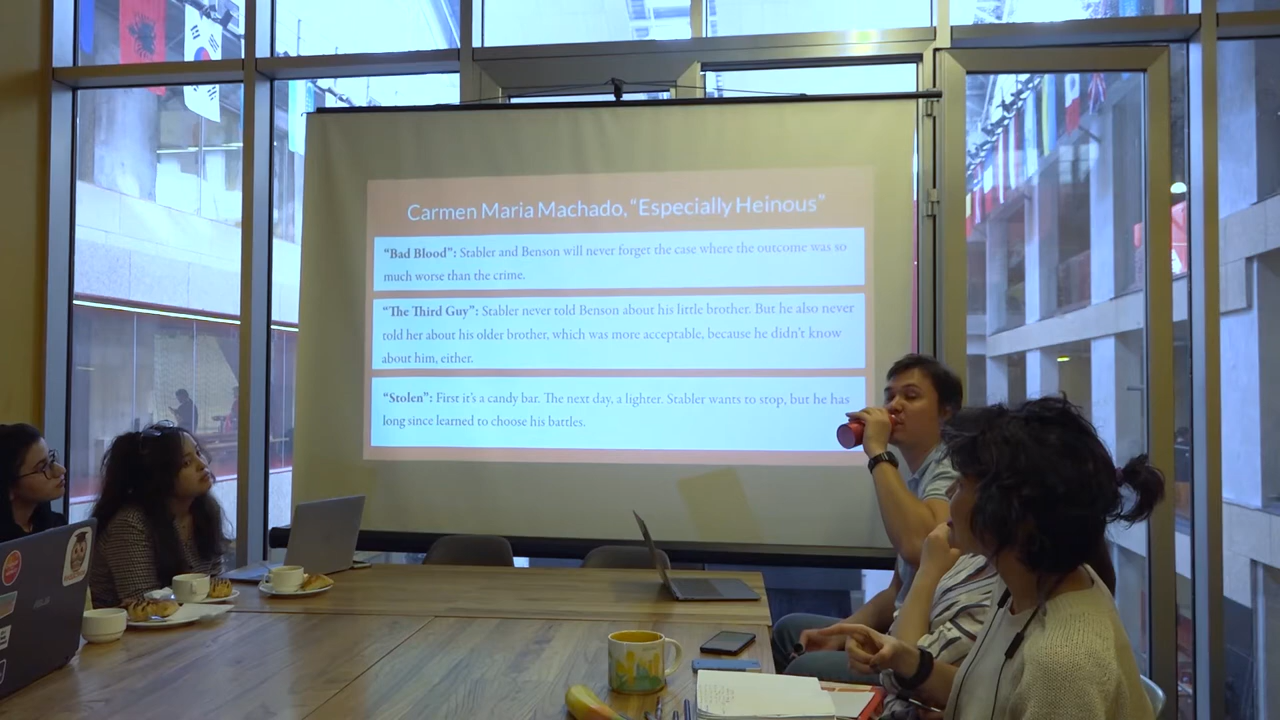 Carmen Maria Machado, “Especially Heinous”
“Bad Blood”: Stabler and Benson will never forget the case where the outcome was so
much worse than the crime.
“The Third Guy”: Stabler never told Benson about his little brother. But he also never
told her about his older brother, which was more acceptable, because he didn’t know
about him, either.
“Stolen”: First it’s a candy bar. The next day, a lighter. Stabler wants to stop, but he has
long since learned to choose his battles.